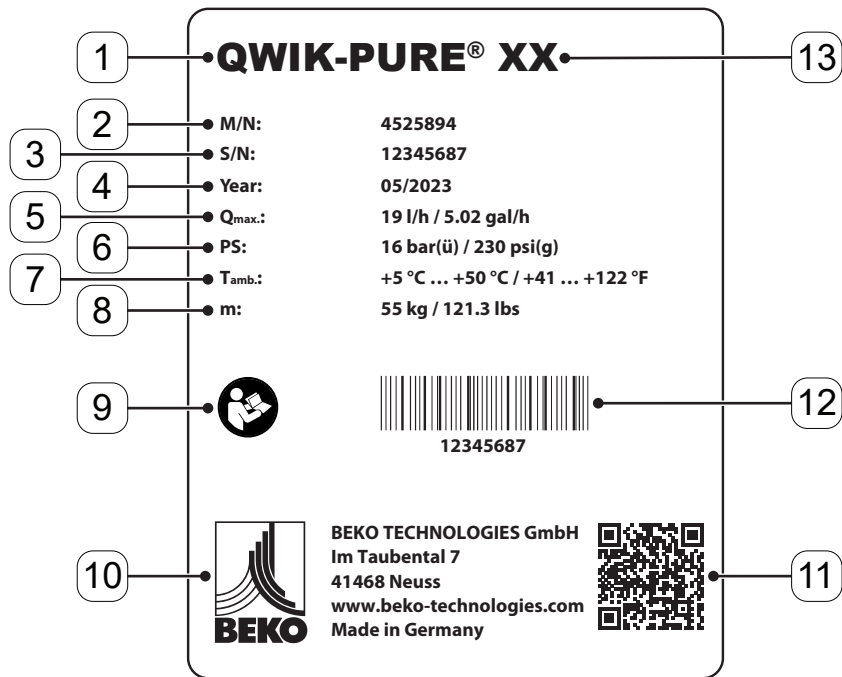 1 QWIK-PURE® XX 13
2 M/N: 4525894
3 S/N: 12345687
4 Year: 05/2023
5 Qmax.: 19 l/h / 5.02 gal/h
6 PS: 16 bar(ü) / 230 psi(g)
7 Tamb.: +5 °C … +50 °C / +41 … +122 °F
8 m: 55 kg / 121.3 lbs
9 12
12345687
10 11
BEKO TECHNOLOGIES GmbH
Im Taubental 7
41468 Neuss
www.beko-technologies.com
Made in Germany
BEKO